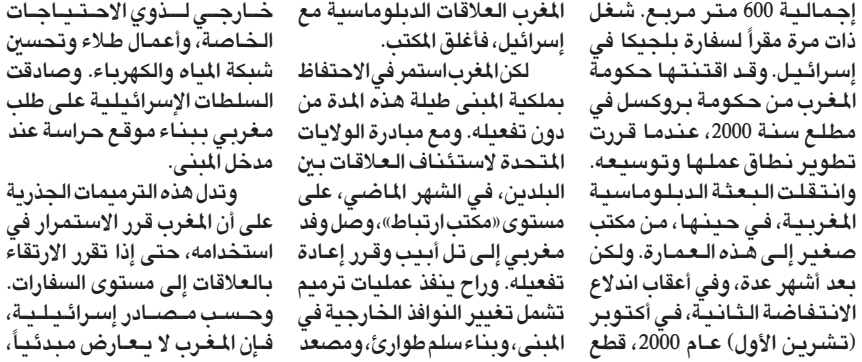 إجمالية 600 متر مربع. شغل
ذات مرة مقراً لسفارة بلجيكا في
إسرائيل. وقد اقتنتها حكومة
المغرب من حكومة بروكسل في
مطلع سنة 2000، عندما قررت
تطوير نطاق عملها وتوسيعه.
وانتقلت البعثة الدبلوماسية
المغربية، في حينها، من مكتب
صغير إلى هذه العمارة. ولكن
بعد أشهر عدة، وفي أعقاب اندلاع
الانتفاضة الثانية، في أكتوبر
(تشرين الأول) عام 2000، قطع
المغرب العلاقات الدبلوماسية مع
إسرائيل، فأغلق المكتب.
لكن المغرب استمر في الاحتفاظ
بملكية المبنى طيلة هذه المدة من
دون تفعيله. ومع مبادرة الولايات
المتحدة لاستئناف العلاقات بين
البلدين، في الشهر الماضي، على
مستوى «مكتب ارتباط»، وصل وفد
مغربي إلى تل أبيب وقرر إعادة
تفعيله. وراح ينفذ عمليات ترميم
تشمل تغيير النوافذ الخارجية في
المبنى، وبناء سلم طوارئ، ومصعد
خارجي لذوي الاحتياجات
الخاصة، وأعمال طلاء وتحسين
شبكة المياه والكهرباء. وصادقت
السلطات الإسرائيلية على طلب
مغربي ببناء موقع حراسة عند
مدخل المبنى.
وتدل هذه الترميمات الجذرية
على أن المغرب قرر الاستمرار في
استخدامه، حتى إذا تقرر الارتقاء
بالعلاقات إلى مستوى السفارات.
وحسب مصادر إسرائيلية،
فإن المغرب لا يعارض مبدئياً،